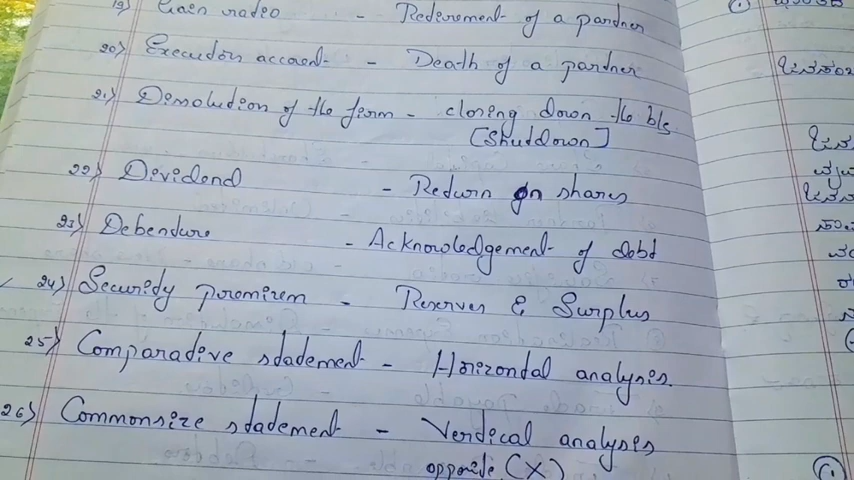 19) Gain ratio - Retirement of a partner
20) Executors account - Death of a partner
21) Dissolution of the firm - closing down the b/s
[Shutdown]
22) Dividend - Return on shares
23) Debenture - Acknowledgement of debt
24) Security premium - Reserves & Surplus
25) Comparative statement - Horizontal analysis.
26) Commonsize statement - Vertical analysis
opposite (X)